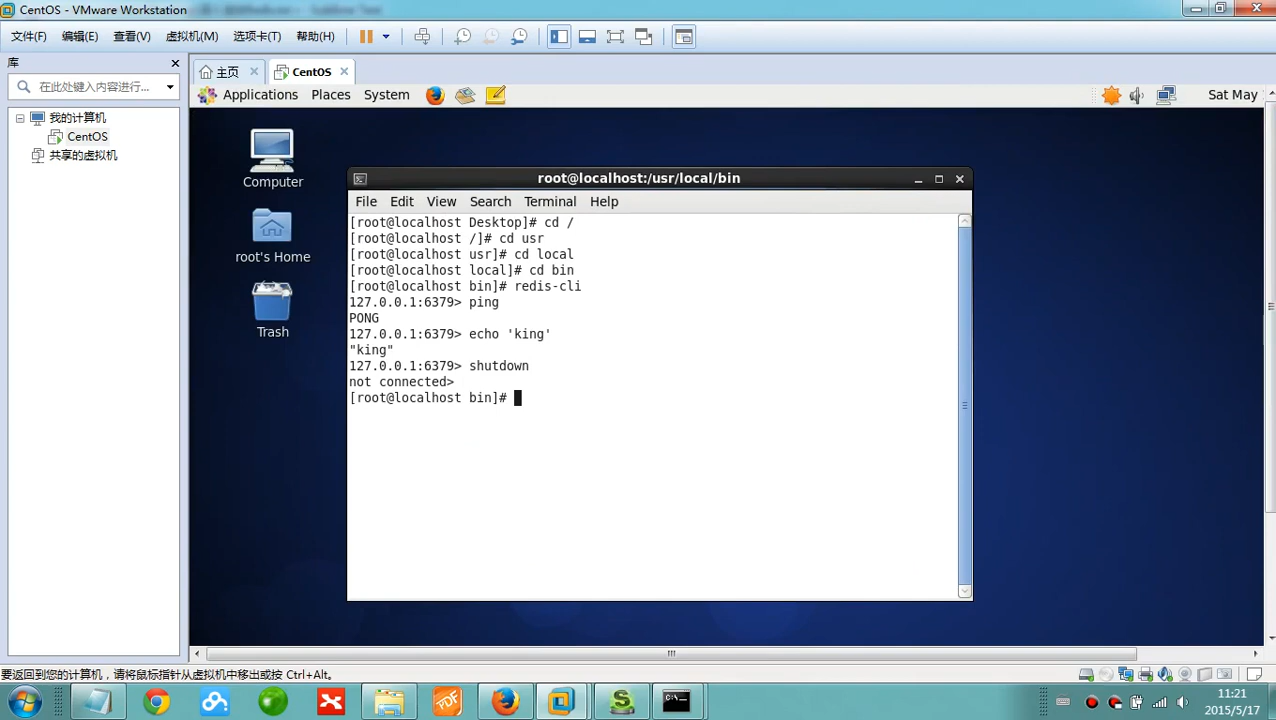 CentOS - VMware Workstation
文件(F) 编辑(E) 查看(V) 虚拟机(M) 选项卡(T) 帮助(H)
库
在此处键入内容进行...
我的计算机
CentOS
共享的虚拟机
主页
CentOS
Applications Places System
Sat May
Computer
root's Home
Trash
root@localhost:/usr/local/bin
File Edit View Search Terminal Help
[root@localhost Desktop]# cd /
[root@localhost /]# cd usr
[root@localhost usr]# cd local
[root@localhost local]# cd bin
[root@localhost bin]# redis-cli
127.0.0.1:6379> ping
PONG
127.0.0.1:6379> echo 'king'
"king"
127.0.0.1:6379> shutdown
not connected>
[root@localhost bin]#
要返回到您的计算机，请将鼠标指针从虚拟机中移出或按 Ctrl+Alt。
PDF
C:\.
11:21
2015/5/17